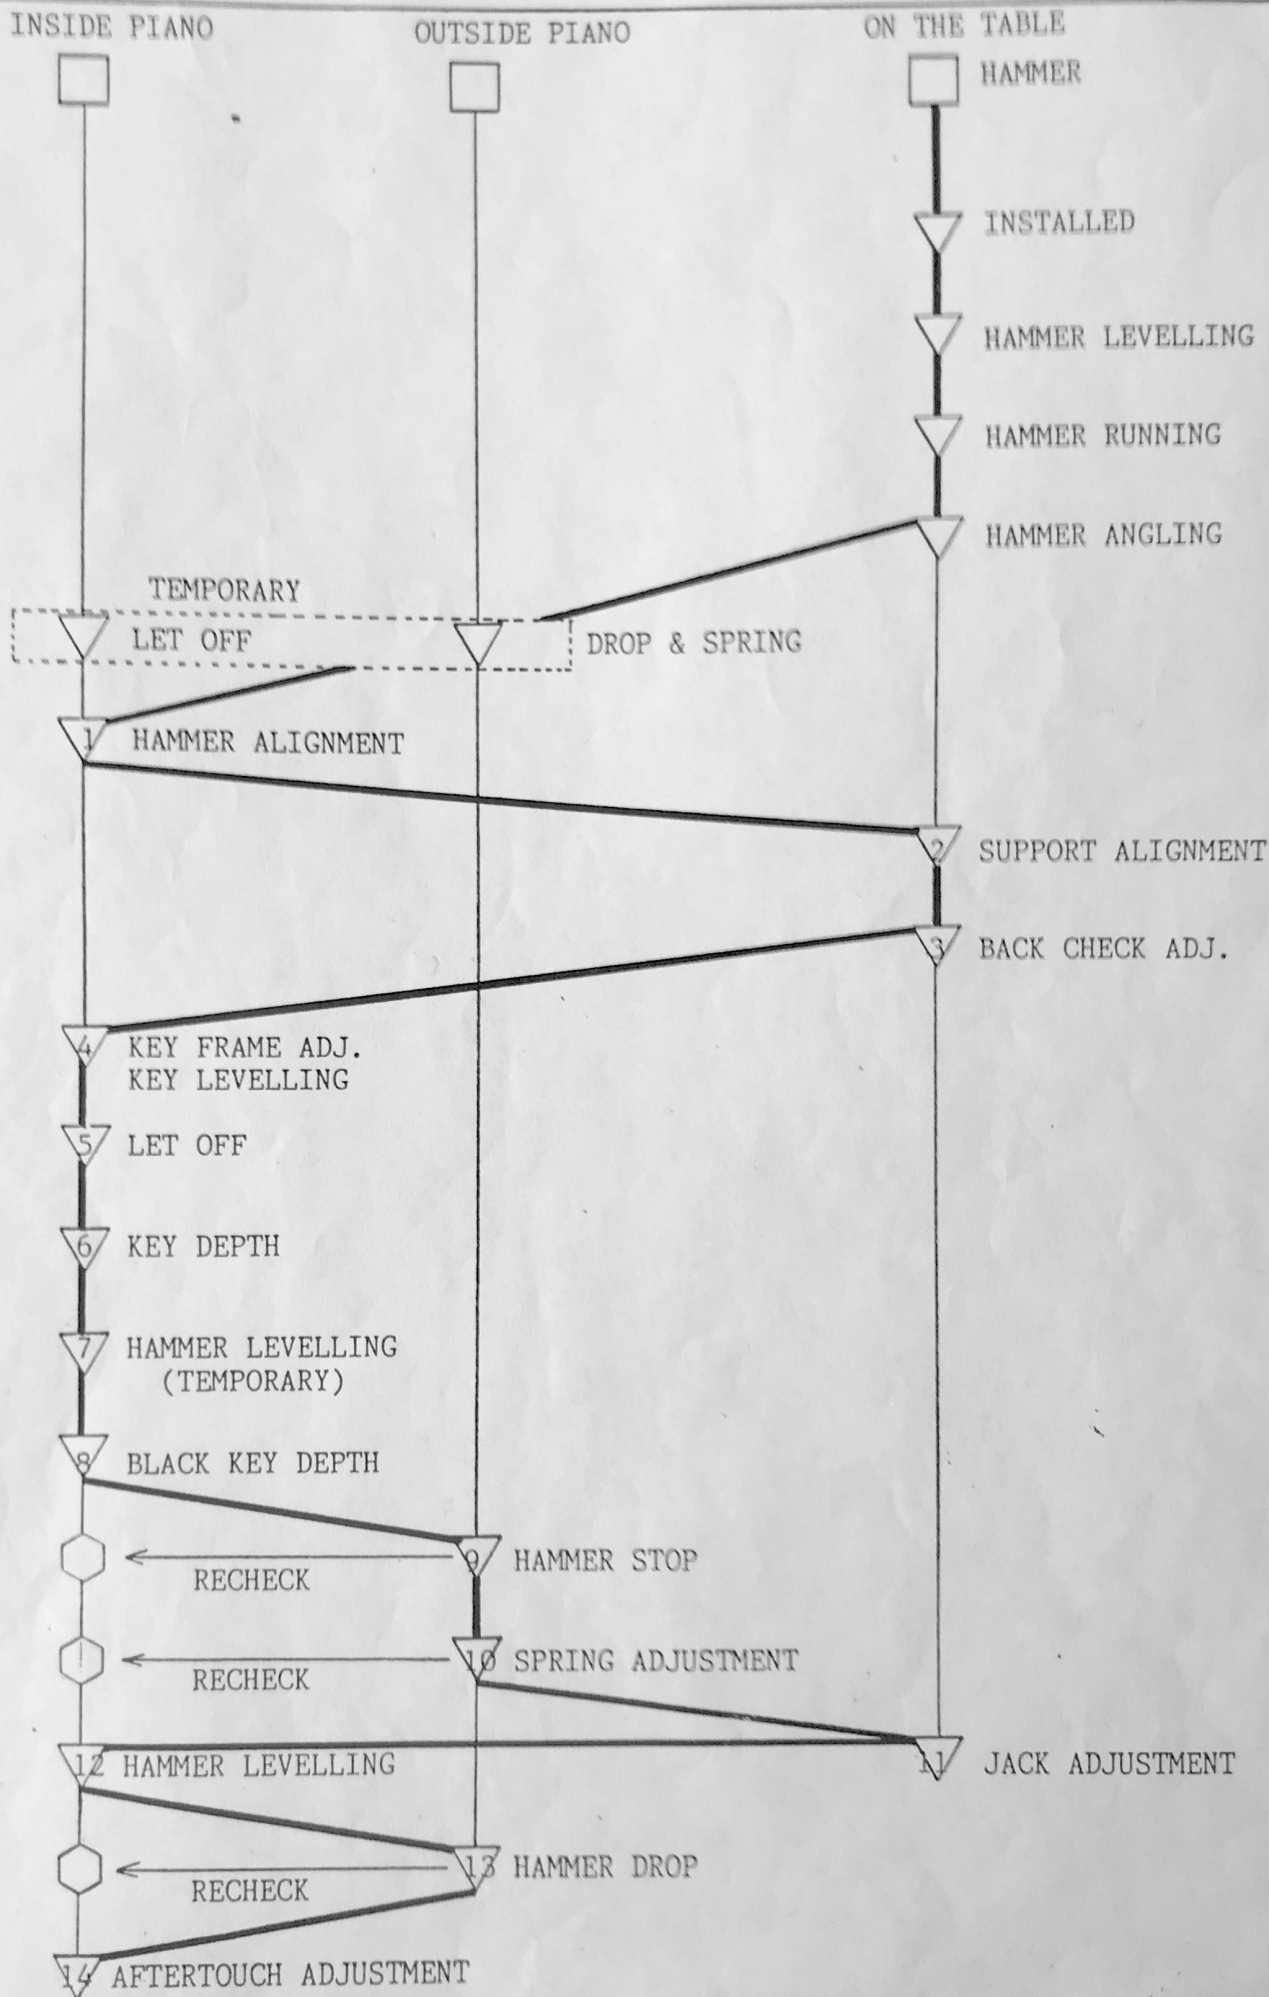 INSIDE PIANO
OUTSIDE PIANO
ON THE TABLE
HAMMER
INSTALLED
HAMMER LEVELLING
HAMMER RUNNING
HAMMER ANGLING
TEMPORARY
LET OFF
DROP & SPRING
1 HAMMER ALIGNMENT
2 SUPPORT ALIGNMENT
3 BACK CHECK ADJ.
4 KEY FRAME ADJ.
KEY LEVELLING
5 LET OFF
6 KEY DEPTH
7 HAMMER LEVELLING
(TEMPORARY)
8 BLACK KEY DEPTH
9 HAMMER STOP
RECHECK
10 SPRING ADJUSTMENT
RECHECK
11 JACK ADJUSTMENT
12 HAMMER LEVELLING
13 HAMMER DROP
RECHECK
14 AFTERTOUCH ADJUSTMENT